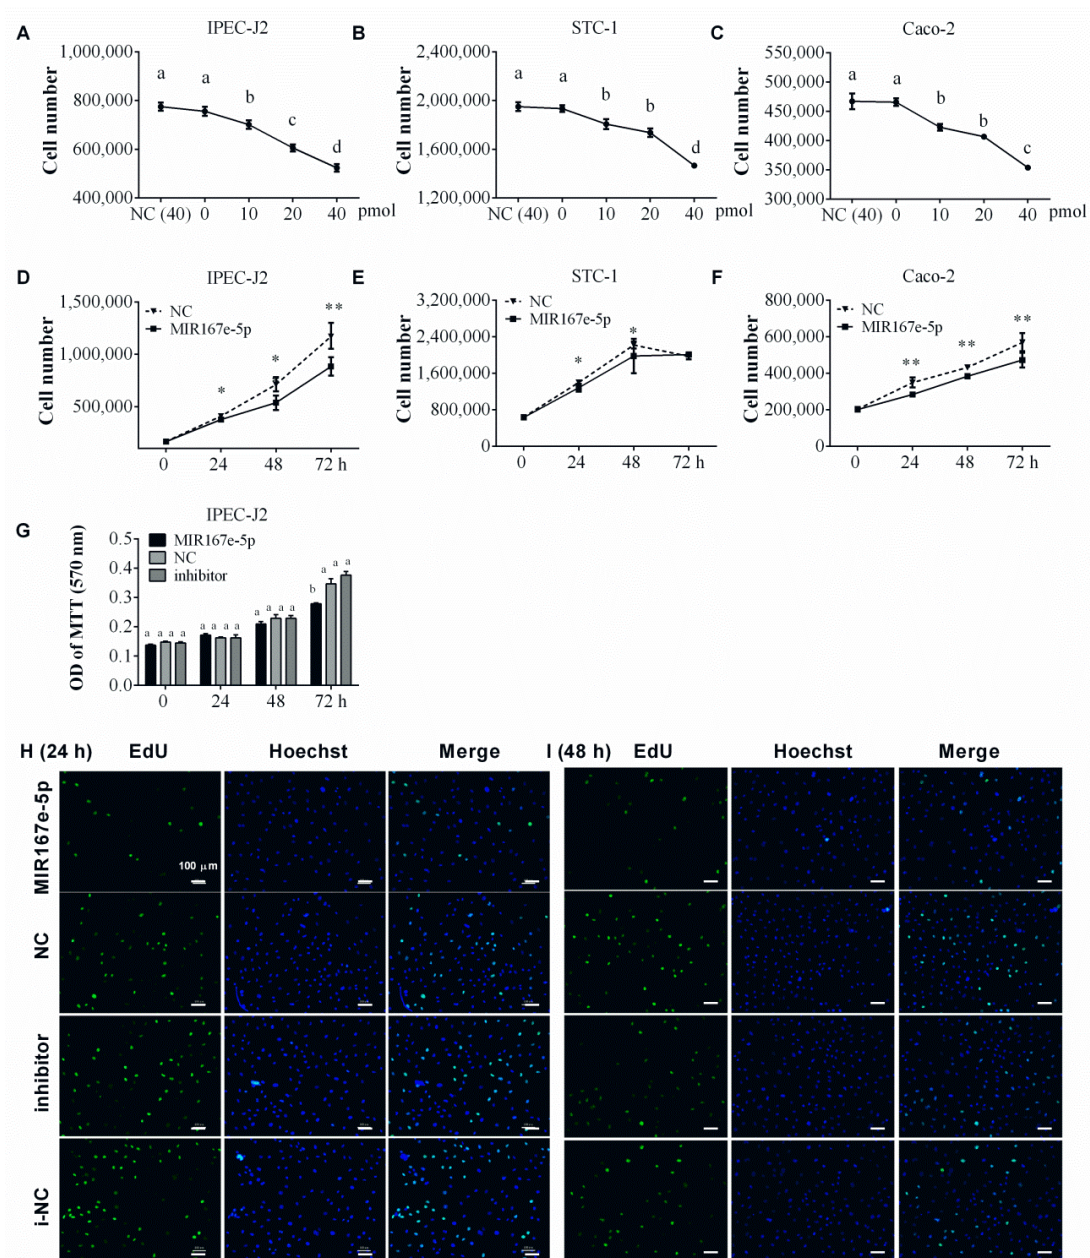 A
IPEC-J2
Cell number
1,000,000
800,000
600,000
400,000
a a b c d
NC (40) 0 10 20 40 pmol
B
STC-1
Cell number
2,400,000
2,000,000
1,600,000
1,200,000
a a b b d
NC (40) 0 10 20 40 pmol
C
Caco-2
Cell number
550,000
500,000
450,000
400,000
350,000
300,000
a a b b c
NC (40) 0 10 20 40 pmol
D
IPEC-J2
Cell number
1,500,000
1,000,000
500,000
NC
MIR167e-5p
* * **
0 24 48 72 h
E
STC-1
Cell number
3,200,000
2,400,000
1,600,000
800,000
0
NC
MIR167e-5p
* *
0 24 48 72 h
F
Caco-2
Cell number
800,000
600,000
400,000
200,000
0
NC
MIR167e-5p
** ** **
0 24 48 72 h
G
IPEC-J2
OD of MTT (570 nm)
0.5
0.4
0.3
0.2
0.1
0.0
MIR167e-5p
NC
inhibitor
a a a a
a a a a
a a a a
b a a a
0 24 48 72 h
H (24 h) EdU Hoechst Merge
MIR167e-5p
100 μm
NC
inhibitor
i-NC
I (48 h) EdU Hoechst Merge